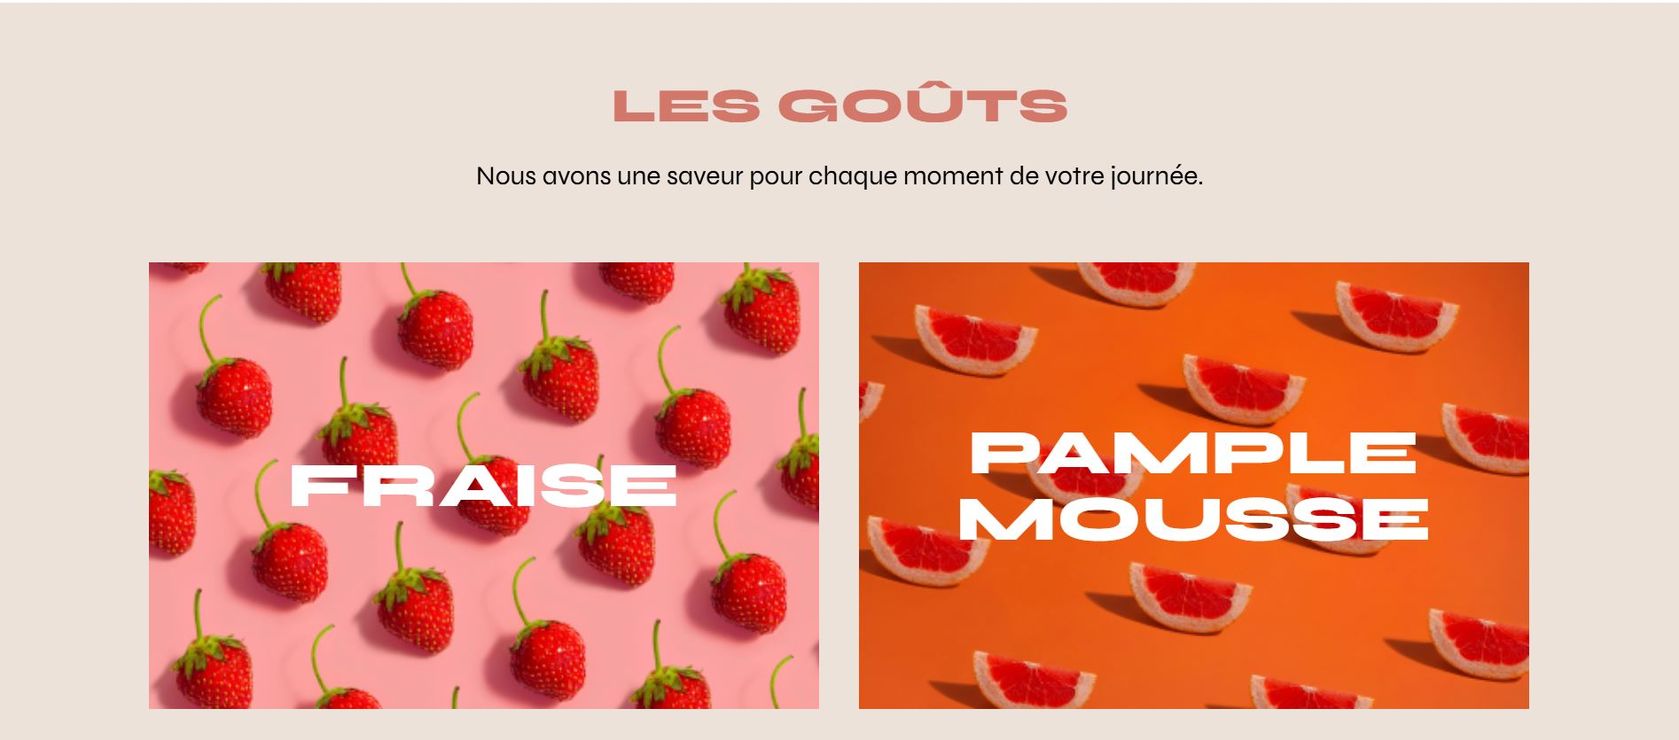 LES GOÛTS
Nous avons une saveur pour chaque moment de votre journée.
FRAISE
PAMPLE
MOUSSE